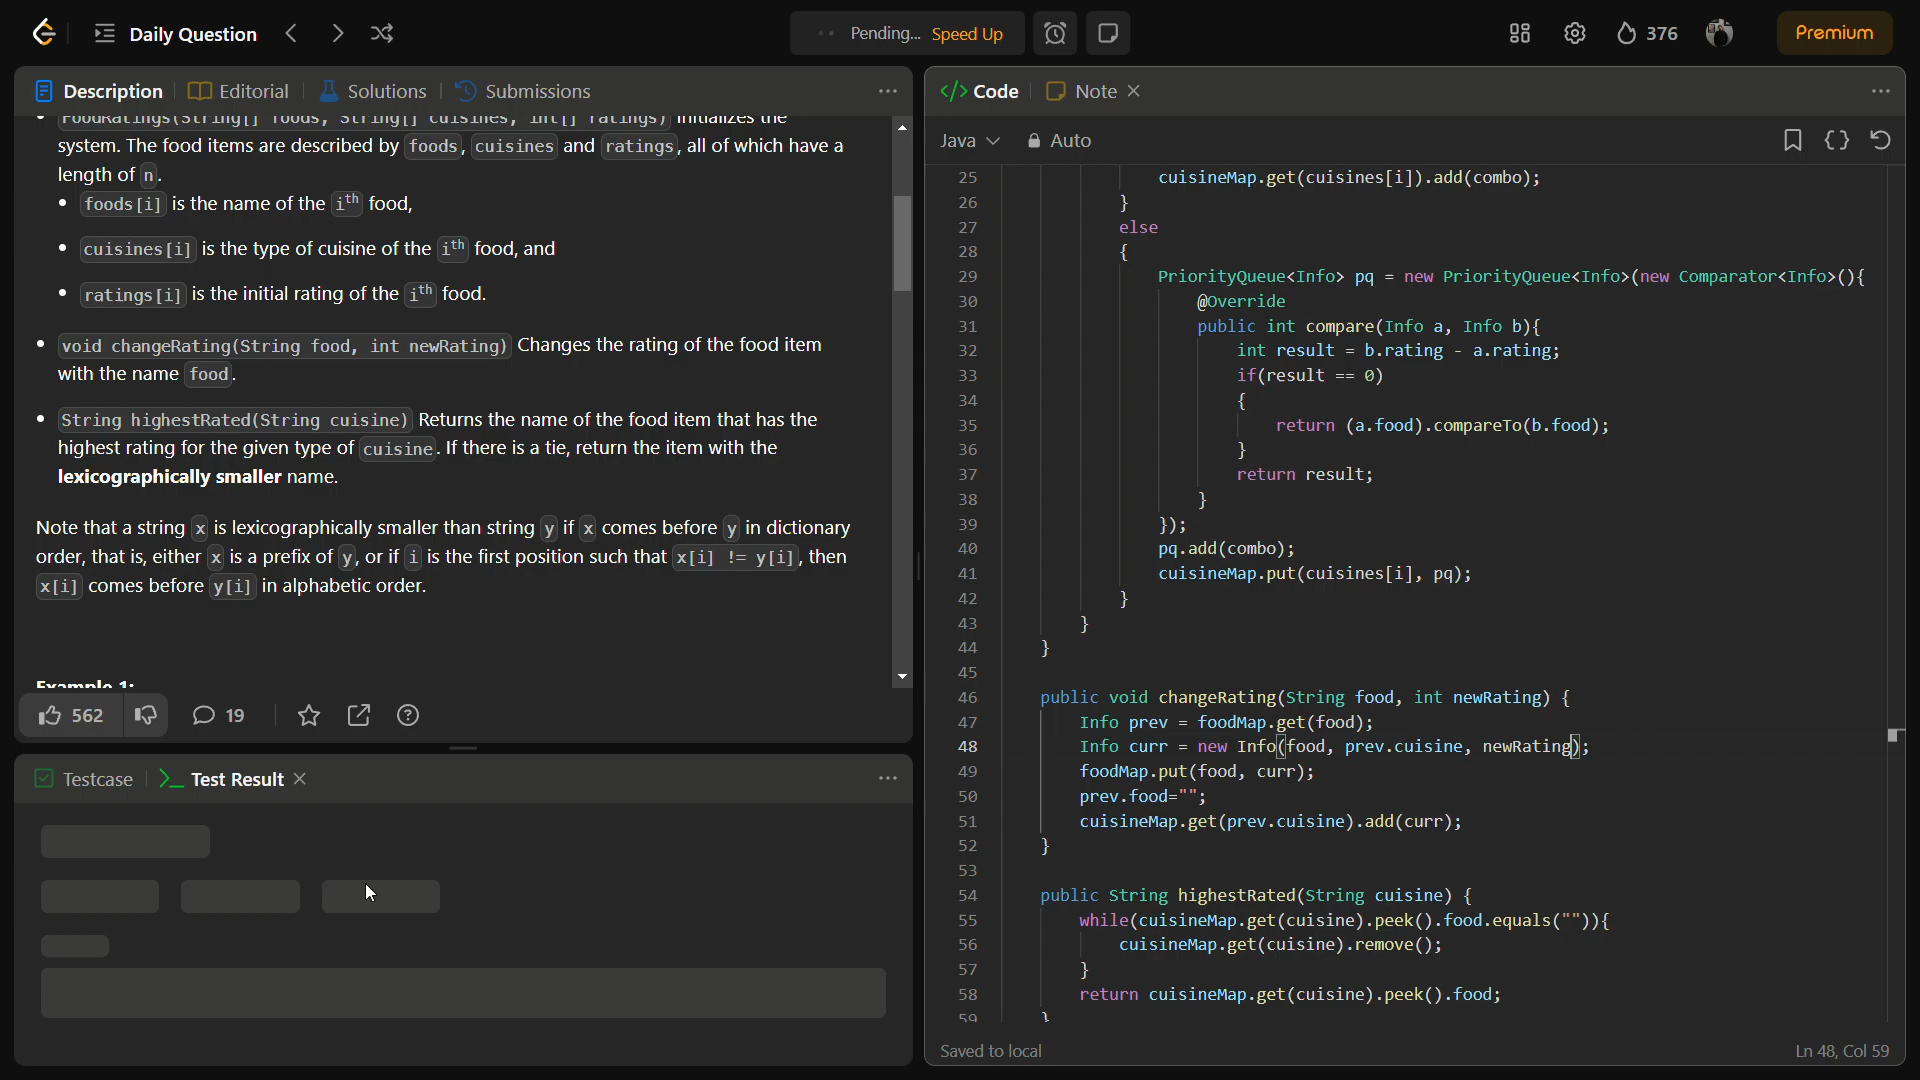 Daily Question
Pending... Speed Up
376
Premium
Description
Editorial
Solutions
Submissions
FoodRatings(String[] foods, String[] cuisines, int[] ratings) Initializes the
system. The food items are described by foods, cuisines and ratings, all of which have a
length of n.
foods[i] is the name of the ith food,
cuisines[i] is the type of cuisine of the ith food, and
ratings[i] is the initial rating of the ith food.
void changeRating(String food, int newRating) Changes the rating of the food item
with the name food.
String highestRated(String cuisine) Returns the name of the food item that has the
highest rating for the given type of cuisine. If there is a tie, return the item with the
lexicographically smaller name.
Note that a string x is lexicographically smaller than string y if x comes before y in dictionary
order, that is, either x is a prefix of y, or if i is the first position such that x[i] != y[i], then
x[i] comes before y[i] in alphabetic order.
Example 1:
562
19
Testcase
Test Result
</> Code
Note
Java
Auto
25 cuisineMap.get(cuisines[i]).add(combo);
26 }
27 else
28 {
29 PriorityQueue<Info> pq = new PriorityQueue<Info>(new Comparator<Info>(){
30 @Override
31 public int compare(Info a, Info b){
32 int result = b.rating - a.rating;
33 if(result == 0)
34 {
35 return (a.food).compareTo(b.food);
36 }
37 return result;
38 }
39 });
40 pq.add(combo);
41 cuisineMap.put(cuisines[i], pq);
42 }
43 }
44 }
45
46 public void changeRating(String food, int newRating) {
47 Info prev = foodMap.get(food);
48 Info curr = new Info(food, prev.cuisine, newRating);
49 foodMap.put(food, curr);
50 prev.food="";
51 cuisineMap.get(prev.cuisine).add(curr);
52 }
53
54 public String highestRated(String cuisine) {
55 while(cuisineMap.get(cuisine).peek().food.equals("")){
56 cuisineMap.get(cuisine).remove();
57 }
58 return cuisineMap.get(cuisine).peek().food;
59 }
Saved to local
Ln 48, Col 59